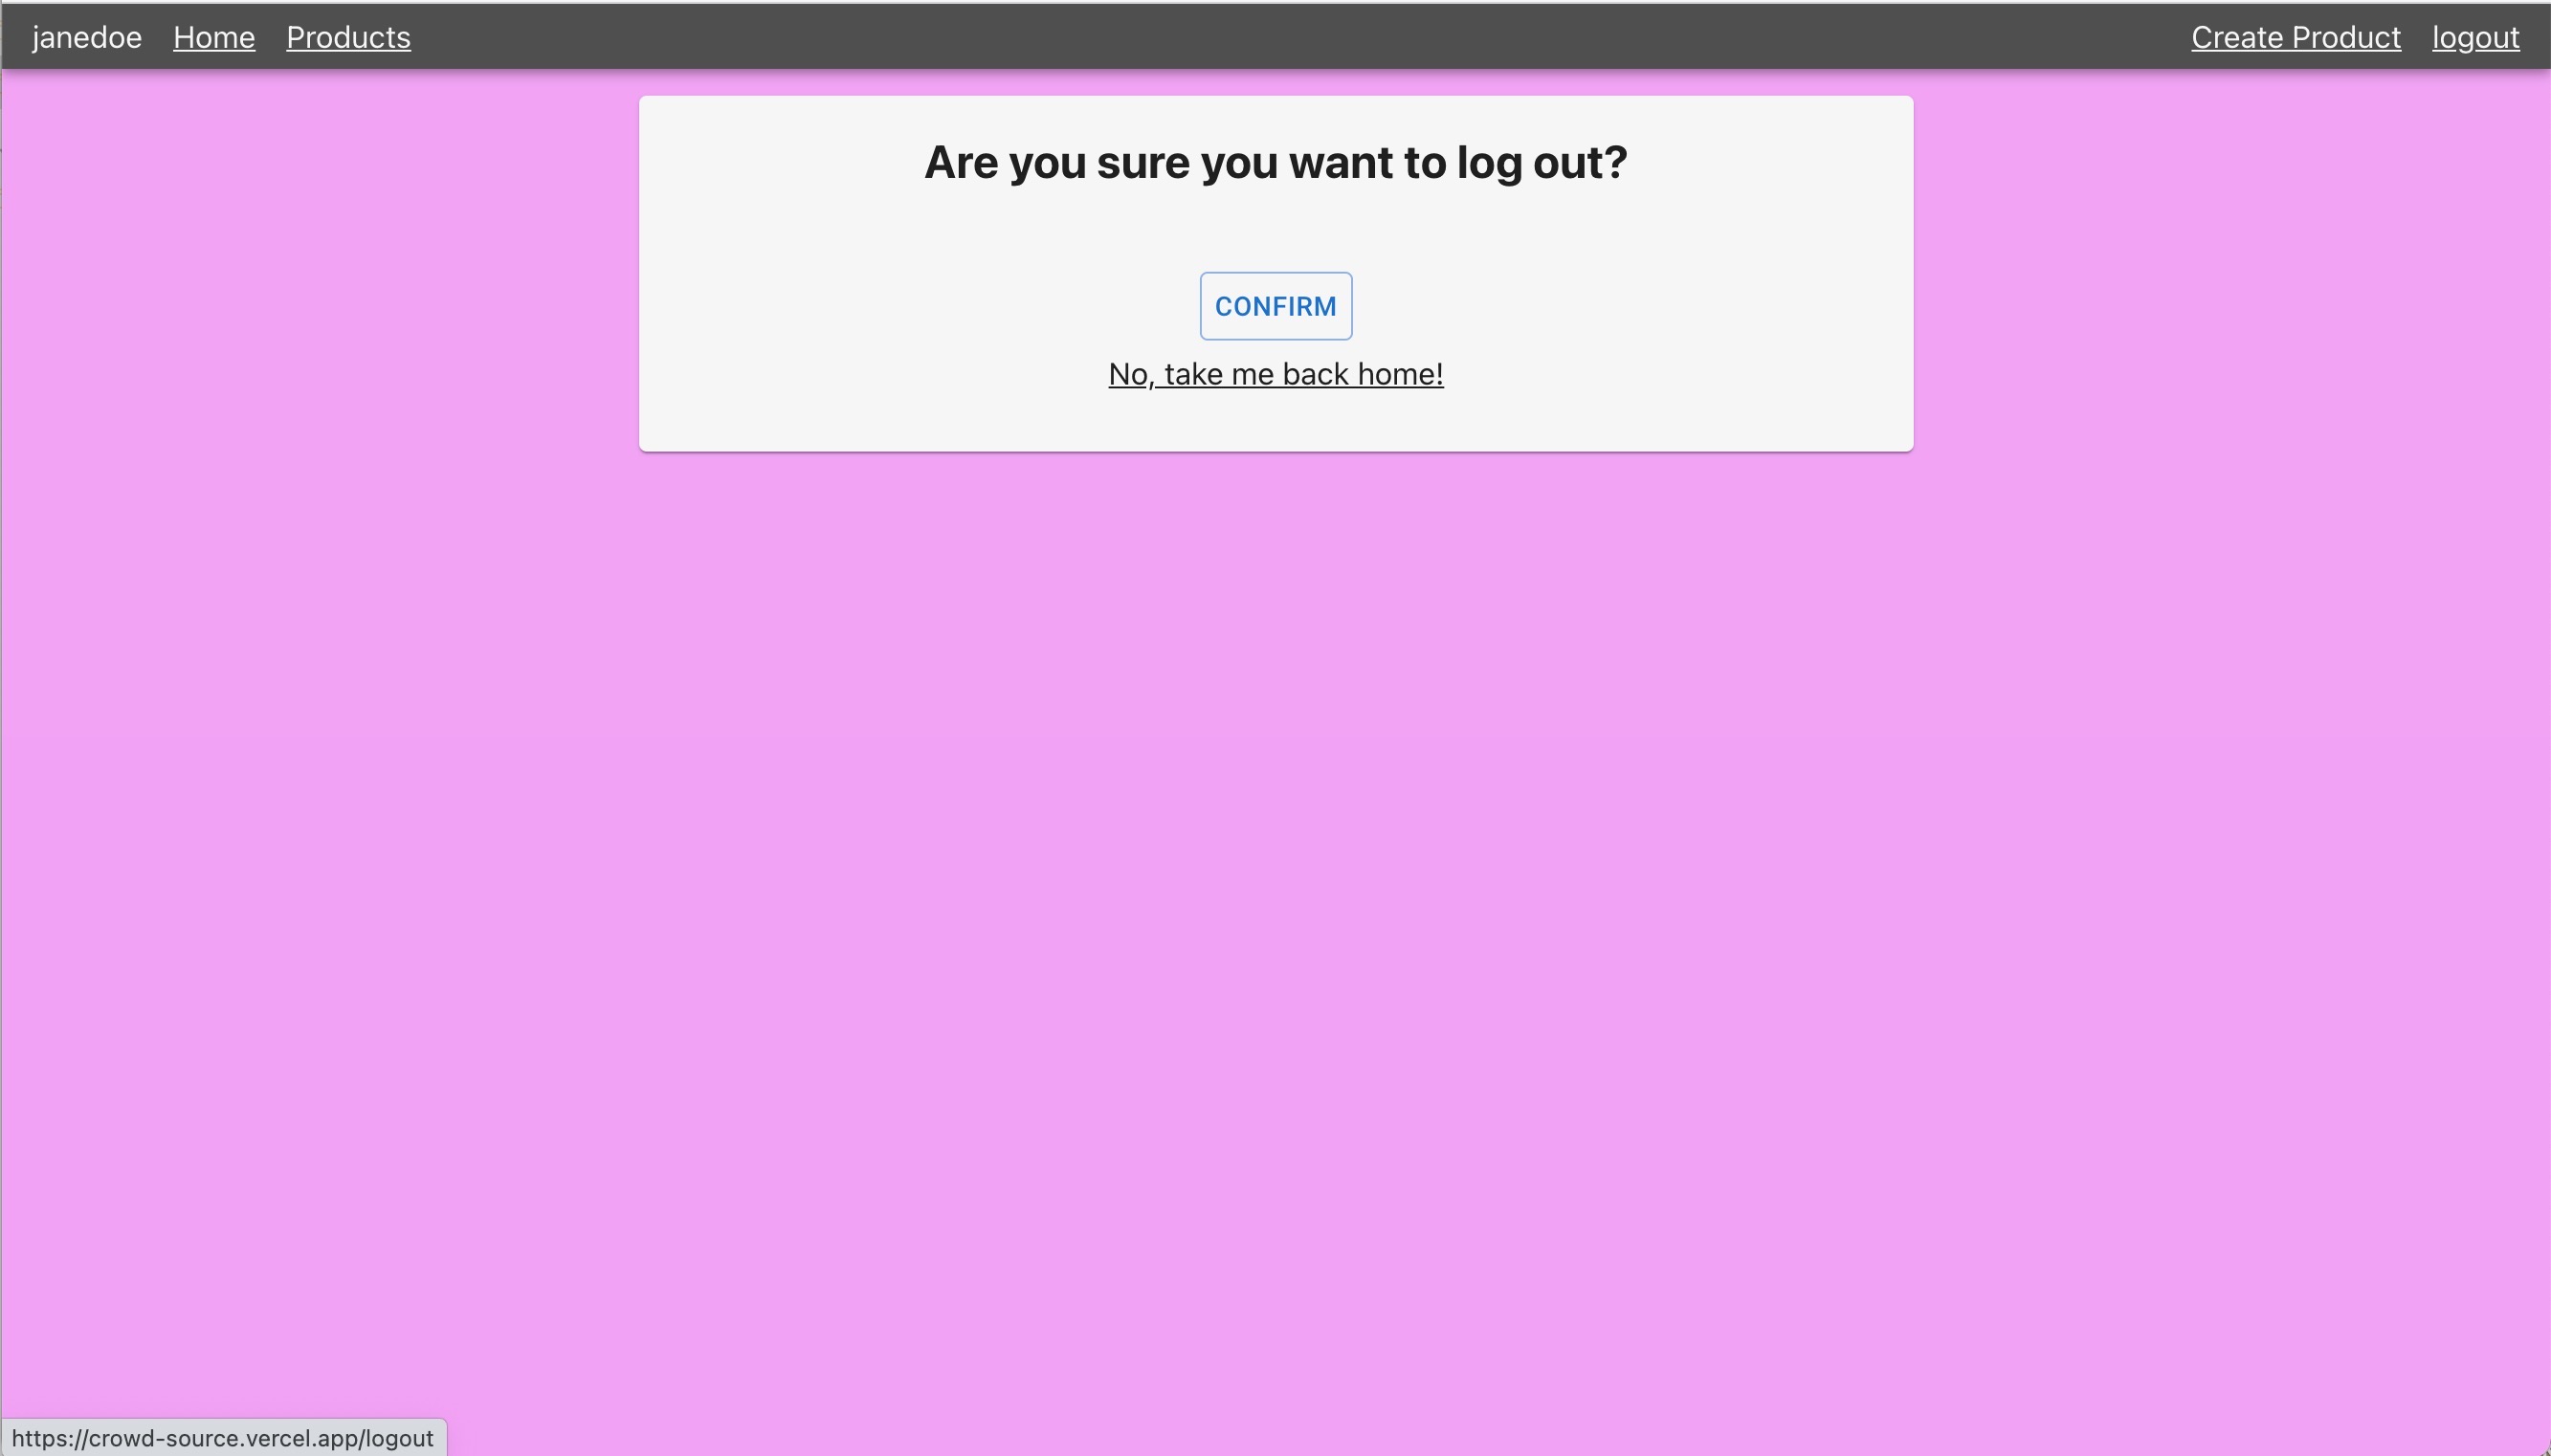 janedoe Home Products Create Product logout
Are you sure you want to log out?
CONFIRM
No, take me back home!
https://crowd-source.vercel.app/logout